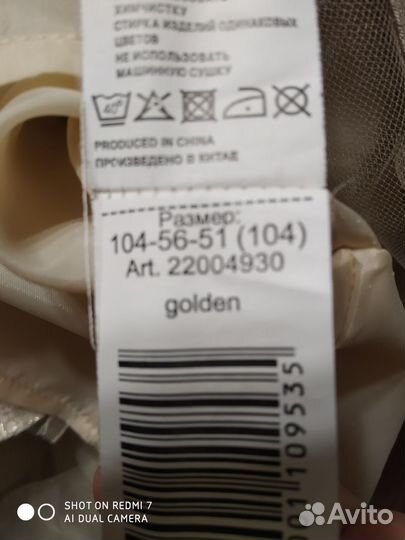 ХИМЧИСТКУ
СТИРКА ИЗДЕЛИЙ ОДИНАКОВЫХ
ЦВЕТОВ
НЕ ИСПОЛЬЗОВАТЬ
МАШИННУЮ СУШКУ
40°
PRODUCED IN CHINA
ПРОИЗВЕДЕНО В КИТАЕ
Размер:
104-56-51 (104)
Art. 22004930
golden
109535
SHOT ON REDMI 7
AI DUAL CAMERA
Avito